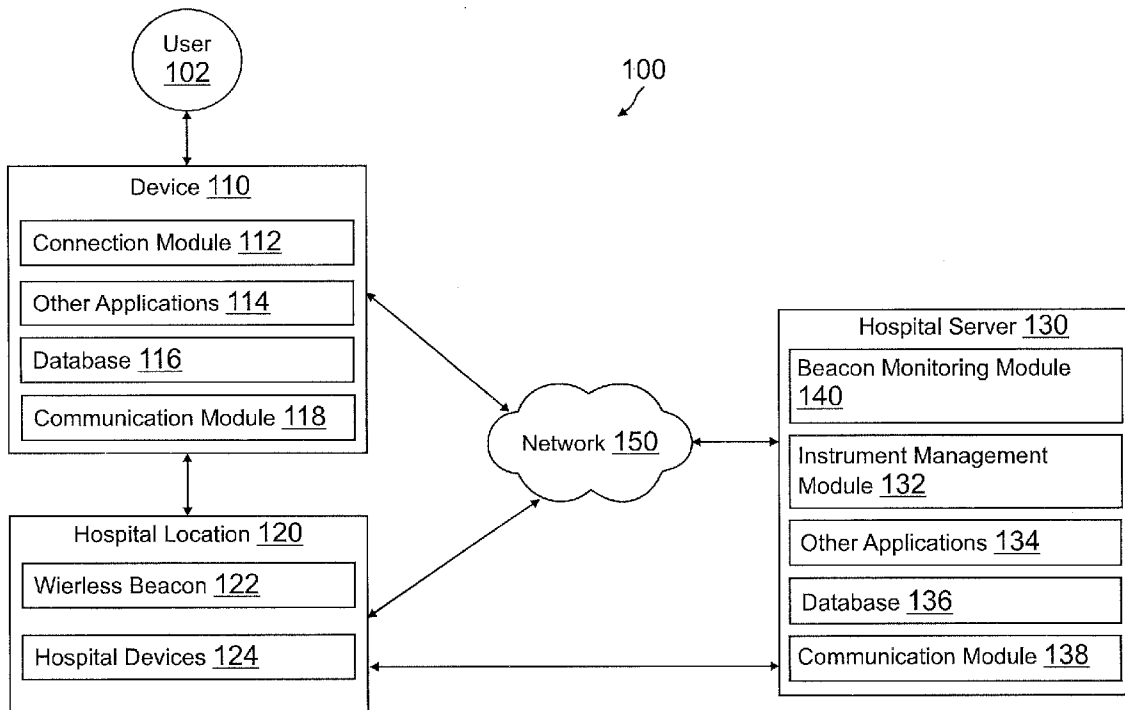 User
102
100
Device 110
Connection Module 112
Other Applications 114
Database 116
Communication Module 118
Hospital Location 120
Wierless Beacon 122
Hospital Devices 124
Network 150
Hospital Server 130
Beacon Monitoring Module
140
Instrument Management
Module 132
Other Applications 134
Database 136
Communication Module 138